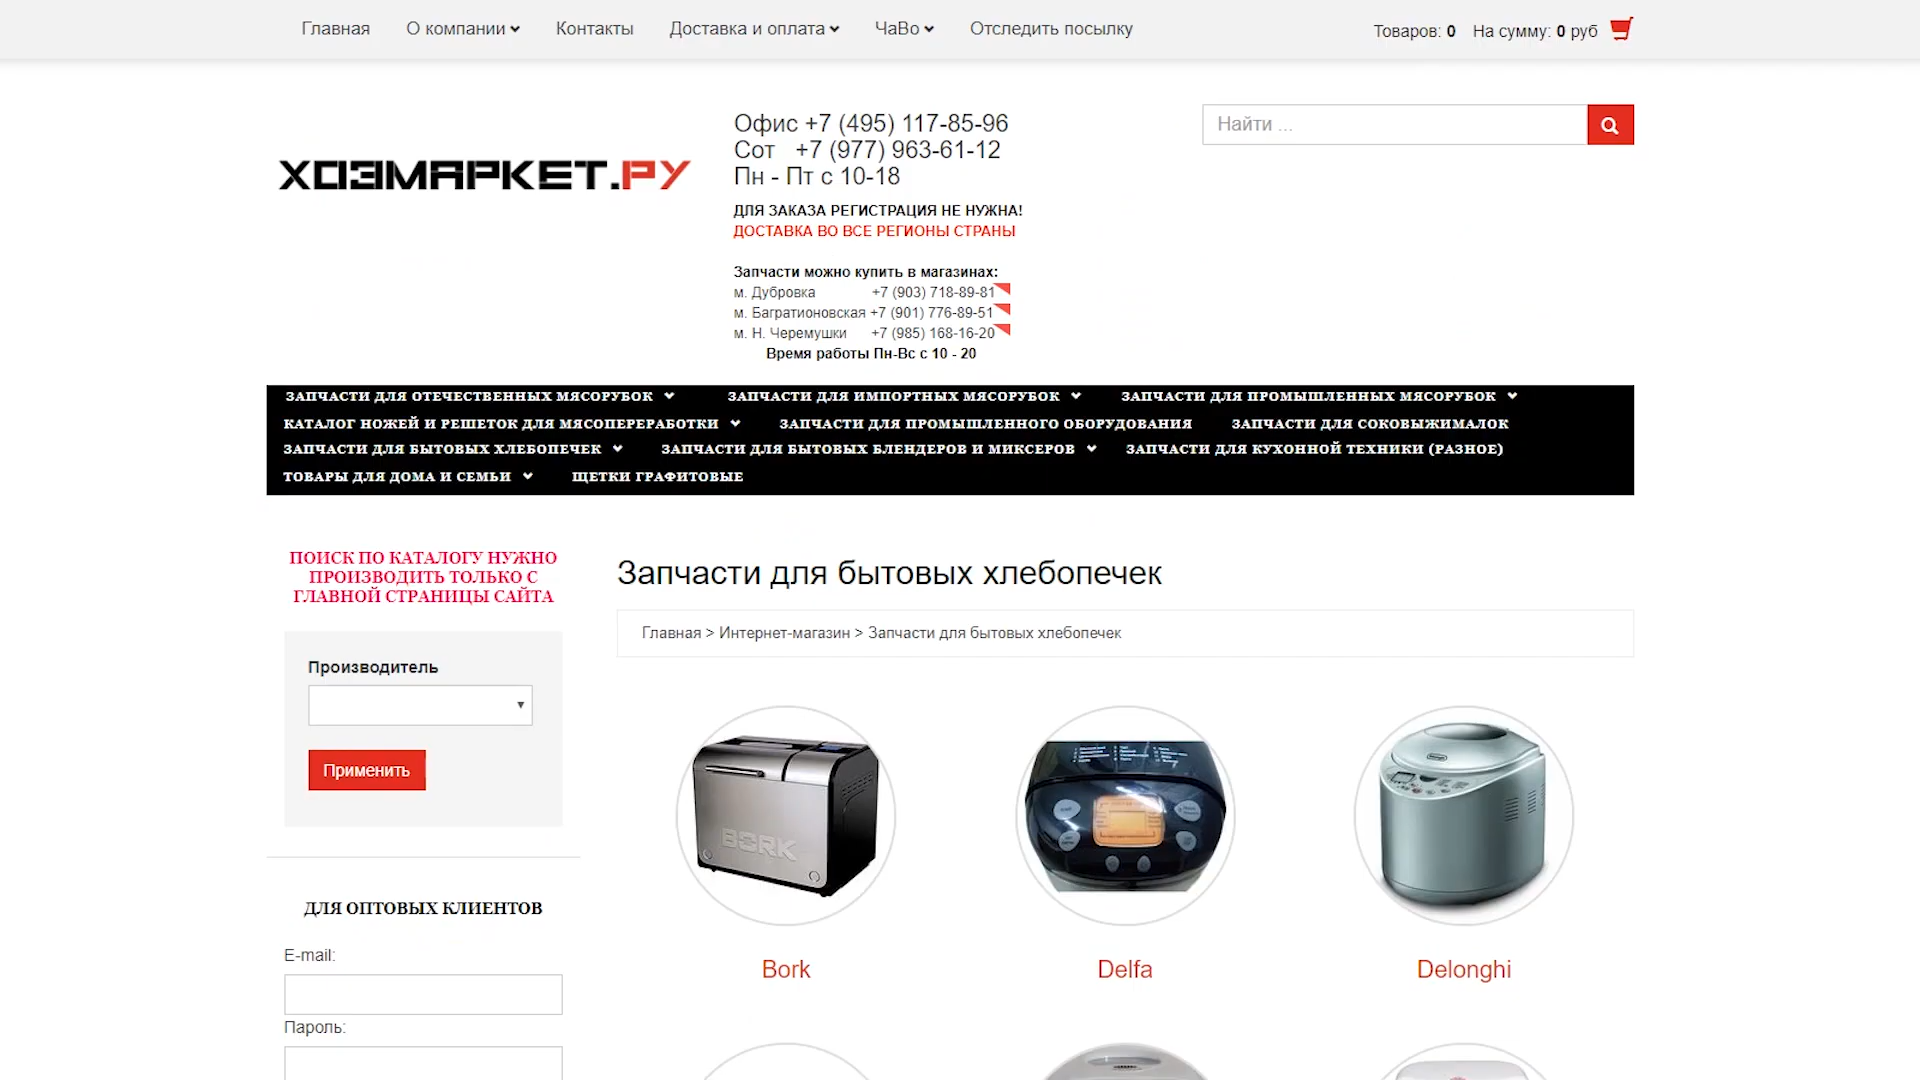 Главная О компании Контакты Доставка и оплата ЧаВо Отследить посылку Товаров: 0 На сумму: 0 руб
Офис +7 (495) 117-85-96
Сот +7 (977) 963-61-12
Пн - Пт с 10-18
Найти ...
ХОЗМАРКЕТ.РУ
ДЛЯ ЗАКАЗА РЕГИСТРАЦИЯ НЕ НУЖНА!
ДОСТАВКА ВО ВСЕ РЕГИОНЫ СТРАНЫ
Запчасти можно купить в магазинах:
м. Дубровка +7 (903) 718-89-81
м. Багратионовская +7 (901) 776-89-51
м. Н. Черемушки +7 (985) 168-16-20
Время работы Пн-Вс с 10 - 20
ЗАПЧАСТИ ДЛЯ ОТЕЧЕСТВЕННЫХ МЯСОРУБОК ЗАПЧАСТИ ДЛЯ ИМПОРТНЫХ МЯСОРУБОК ЗАПЧАСТИ ДЛЯ ПРОМЫШЛЕННЫХ МЯСОРУБОК
КАТАЛОГ НОЖЕЙ И РЕШЕТОК ДЛЯ МЯСОПЕРЕРАБОТКИ ЗАПЧАСТИ ДЛЯ ПРОМЫШЛЕННОГО ОБОРУДОВАНИЯ ЗАПЧАСТИ ДЛЯ СОКОВЫЖИМАЛОК
ЗАПЧАСТИ ДЛЯ БЫТОВЫХ ХЛЕБОПЕЧЕК ЗАПЧАСТИ ДЛЯ БЫТОВЫХ БЛЕНДЕРОВ И МИКСЕРОВ ЗАПЧАСТИ ДЛЯ КУХОННОЙ ТЕХНИКИ (РАЗНОЕ)
ТОВАРЫ ДЛЯ ДОМА И СЕМЬИ ЩЕТКИ ГРАФИТОВЫЕ
ПОИСК ПО КАТАЛОГУ НУЖНО
ПРОИЗВОДИТЬ ТОЛЬКО С
ГЛАВНОЙ СТРАНИЦЫ САЙТА
Производитель
Применить
ДЛЯ ОПТОВЫХ КЛИЕНТОВ
E-mail:
Пароль:
Запчасти для бытовых хлебопечек
Главная > Интернет-магазин > Запчасти для бытовых хлебопечек
BORK
Bork Delfa Delonghi